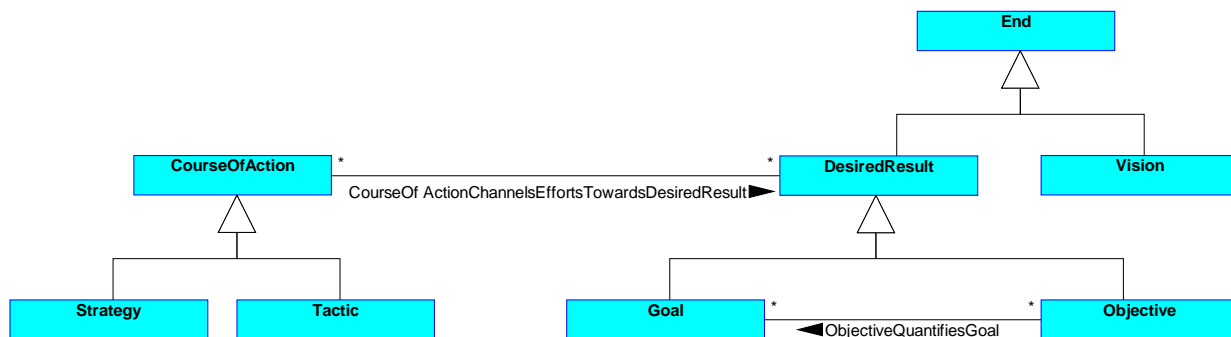 End
CourseOfAction
*
*
DesiredResult
Vision
CourseOf ActionChannelsEffortsTowardsDesiredResult
Strategy
Tactic
Goal
*
*
Objective
ObjectiveQuantifiesGoal